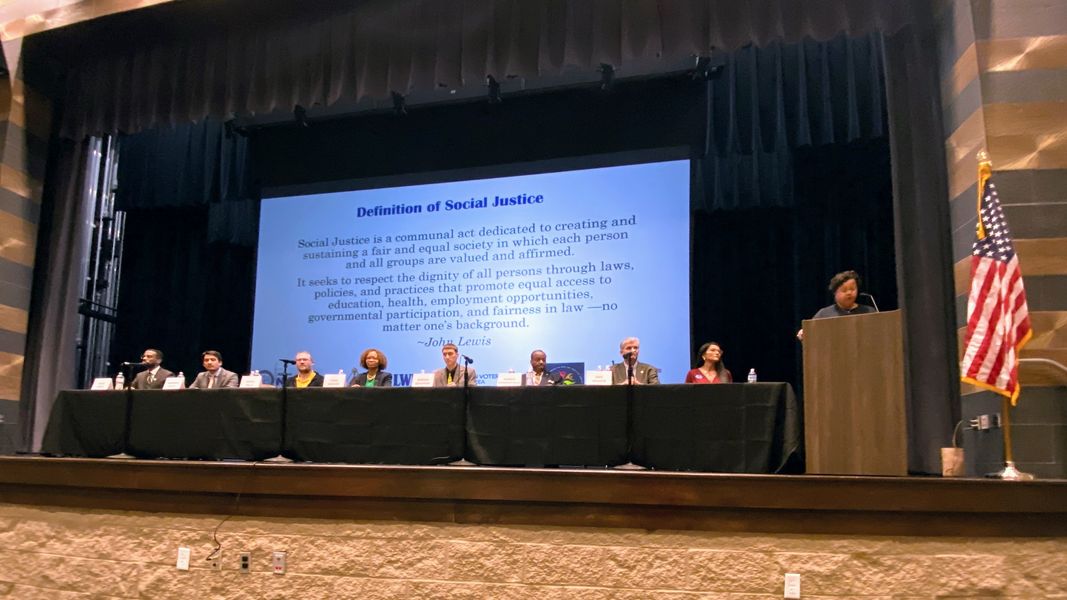 Definition of Social Justice
Social Justice is a communal act dedicated to creating and
sustaining a fair and equal society in which each person
and all groups are valued and affirmed.
It seeks to respect the dignity of all persons through laws,
policies, and practices that promote equal access to
education, health, employment opportunities,
governmental participation, and fairness in law —no
matter one's background.
~John Lewis